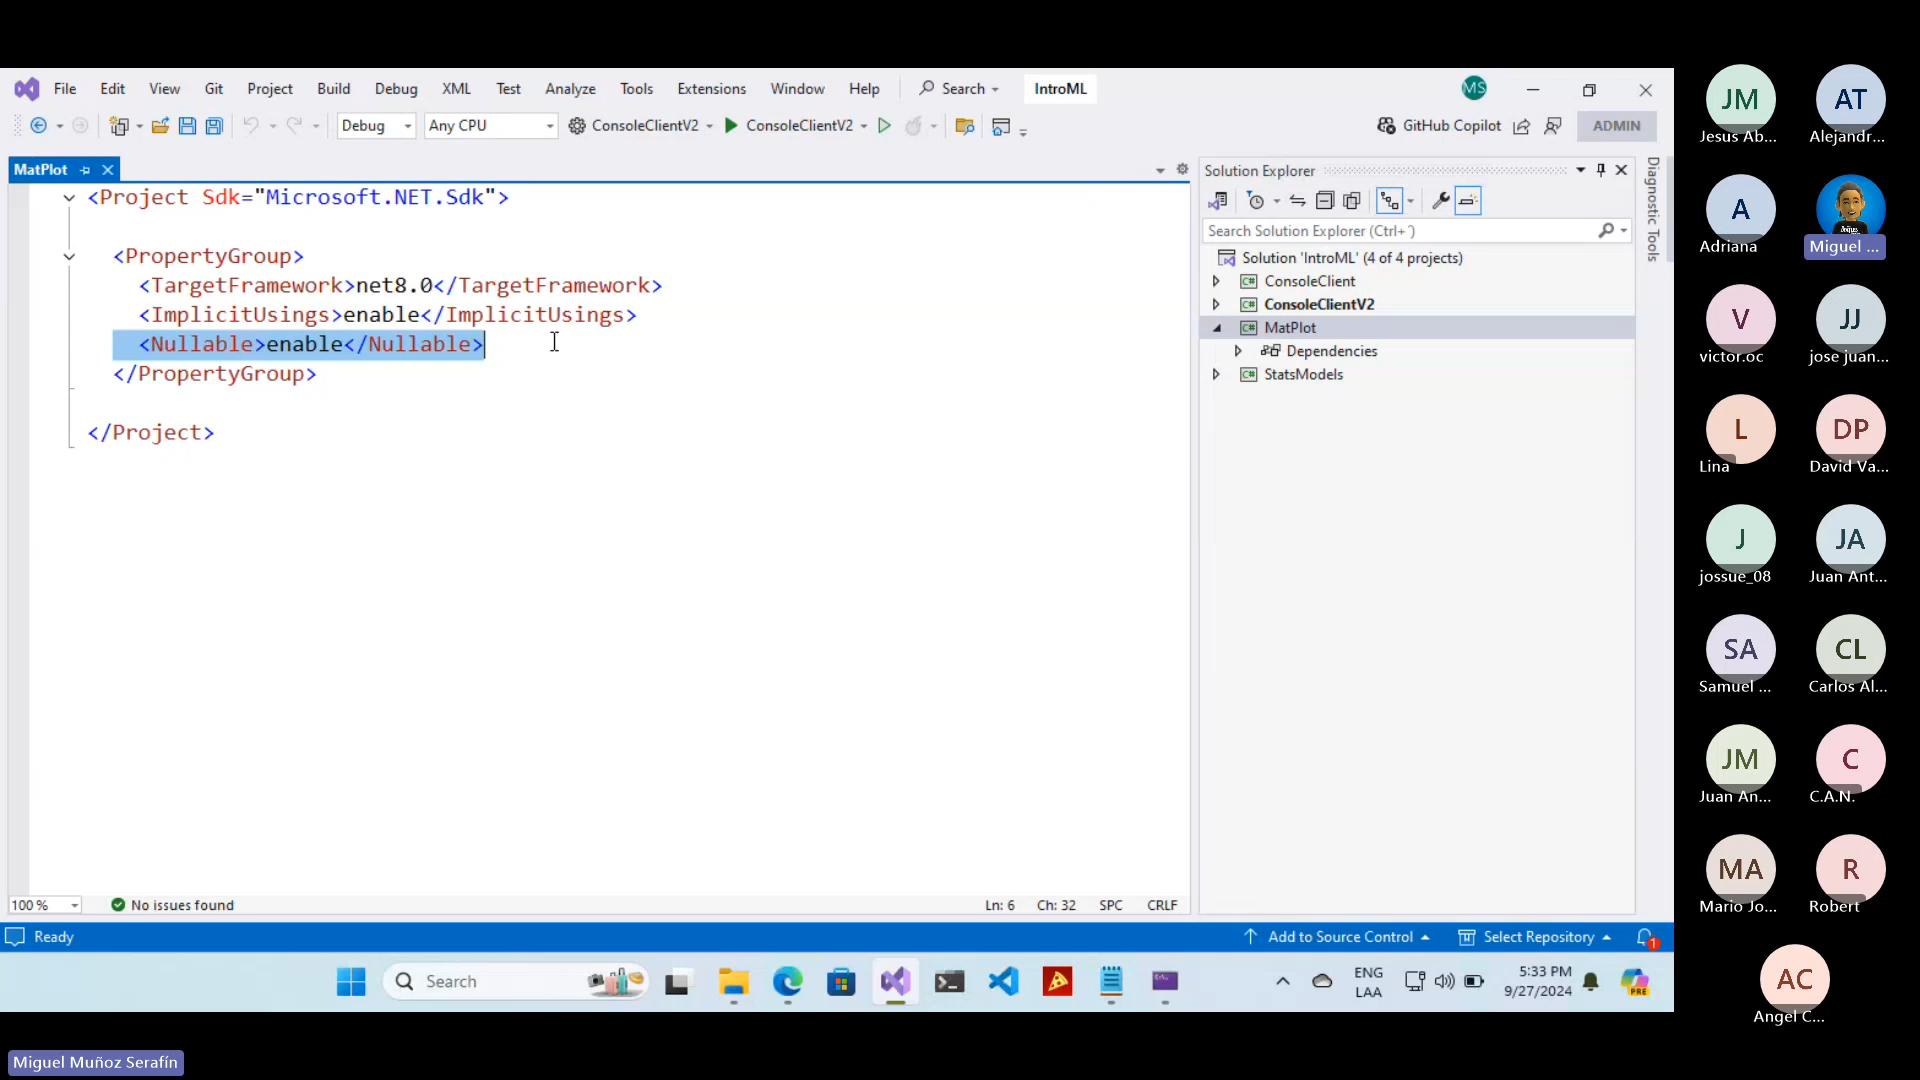 File Edit View Git Project Build Debug XML Test Analyze Tools Extensions Window Help Search IntroML MS
Debug Any CPU ConsoleClientV2 ConsoleClientV2 GitHub Copilot ADMIN
MatPlot
<Project Sdk="Microsoft.NET.Sdk">
<PropertyGroup>
<TargetFramework>net8.0</TargetFramework>
<ImplicitUsings>enable</ImplicitUsings>
<Nullable>enable</Nullable>
</PropertyGroup>
</Project>
100 % No issues found Ln: 6 Ch: 32 SPC CRLF
Solution Explorer
Search Solution Explorer (Ctrl+´)
Solution 'IntroML' (4 of 4 projects)
C# ConsoleClient
C# ConsoleClientV2
C# MatPlot
Dependencies
C# StatsModels
Diagnostic Tools
Ready Add to Source Control Select Repository 1
Search ENG LAA 5:33 PM 9/27/2024 PRE
Miguel Muñoz Serafín
JM AT
Jesus Ab... Alejandr...
A
Adriana Miguel ...
V JJ
victor.oc jose juan...
L DP
Lina David Va...
J JA
jossue_08 Juan Ant...
SA CL
Samuel ... Carlos Al...
JM C
Juan An... C.A.N.
MA R
Mario Jo... Robert
AC
Angel C...